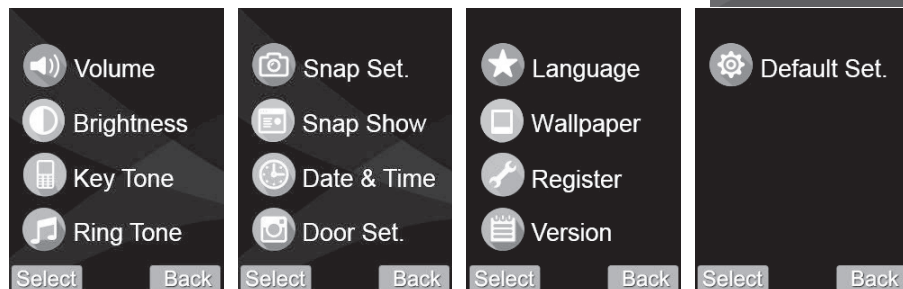 Volume
Brightness
Key Tone
Ring Tone
Select Back
Snap Set.
Snap Show
Date & Time
Door Set.
Select Back
Language
Wallpaper
Register
Version
Select Back
Default Set.
Select Back